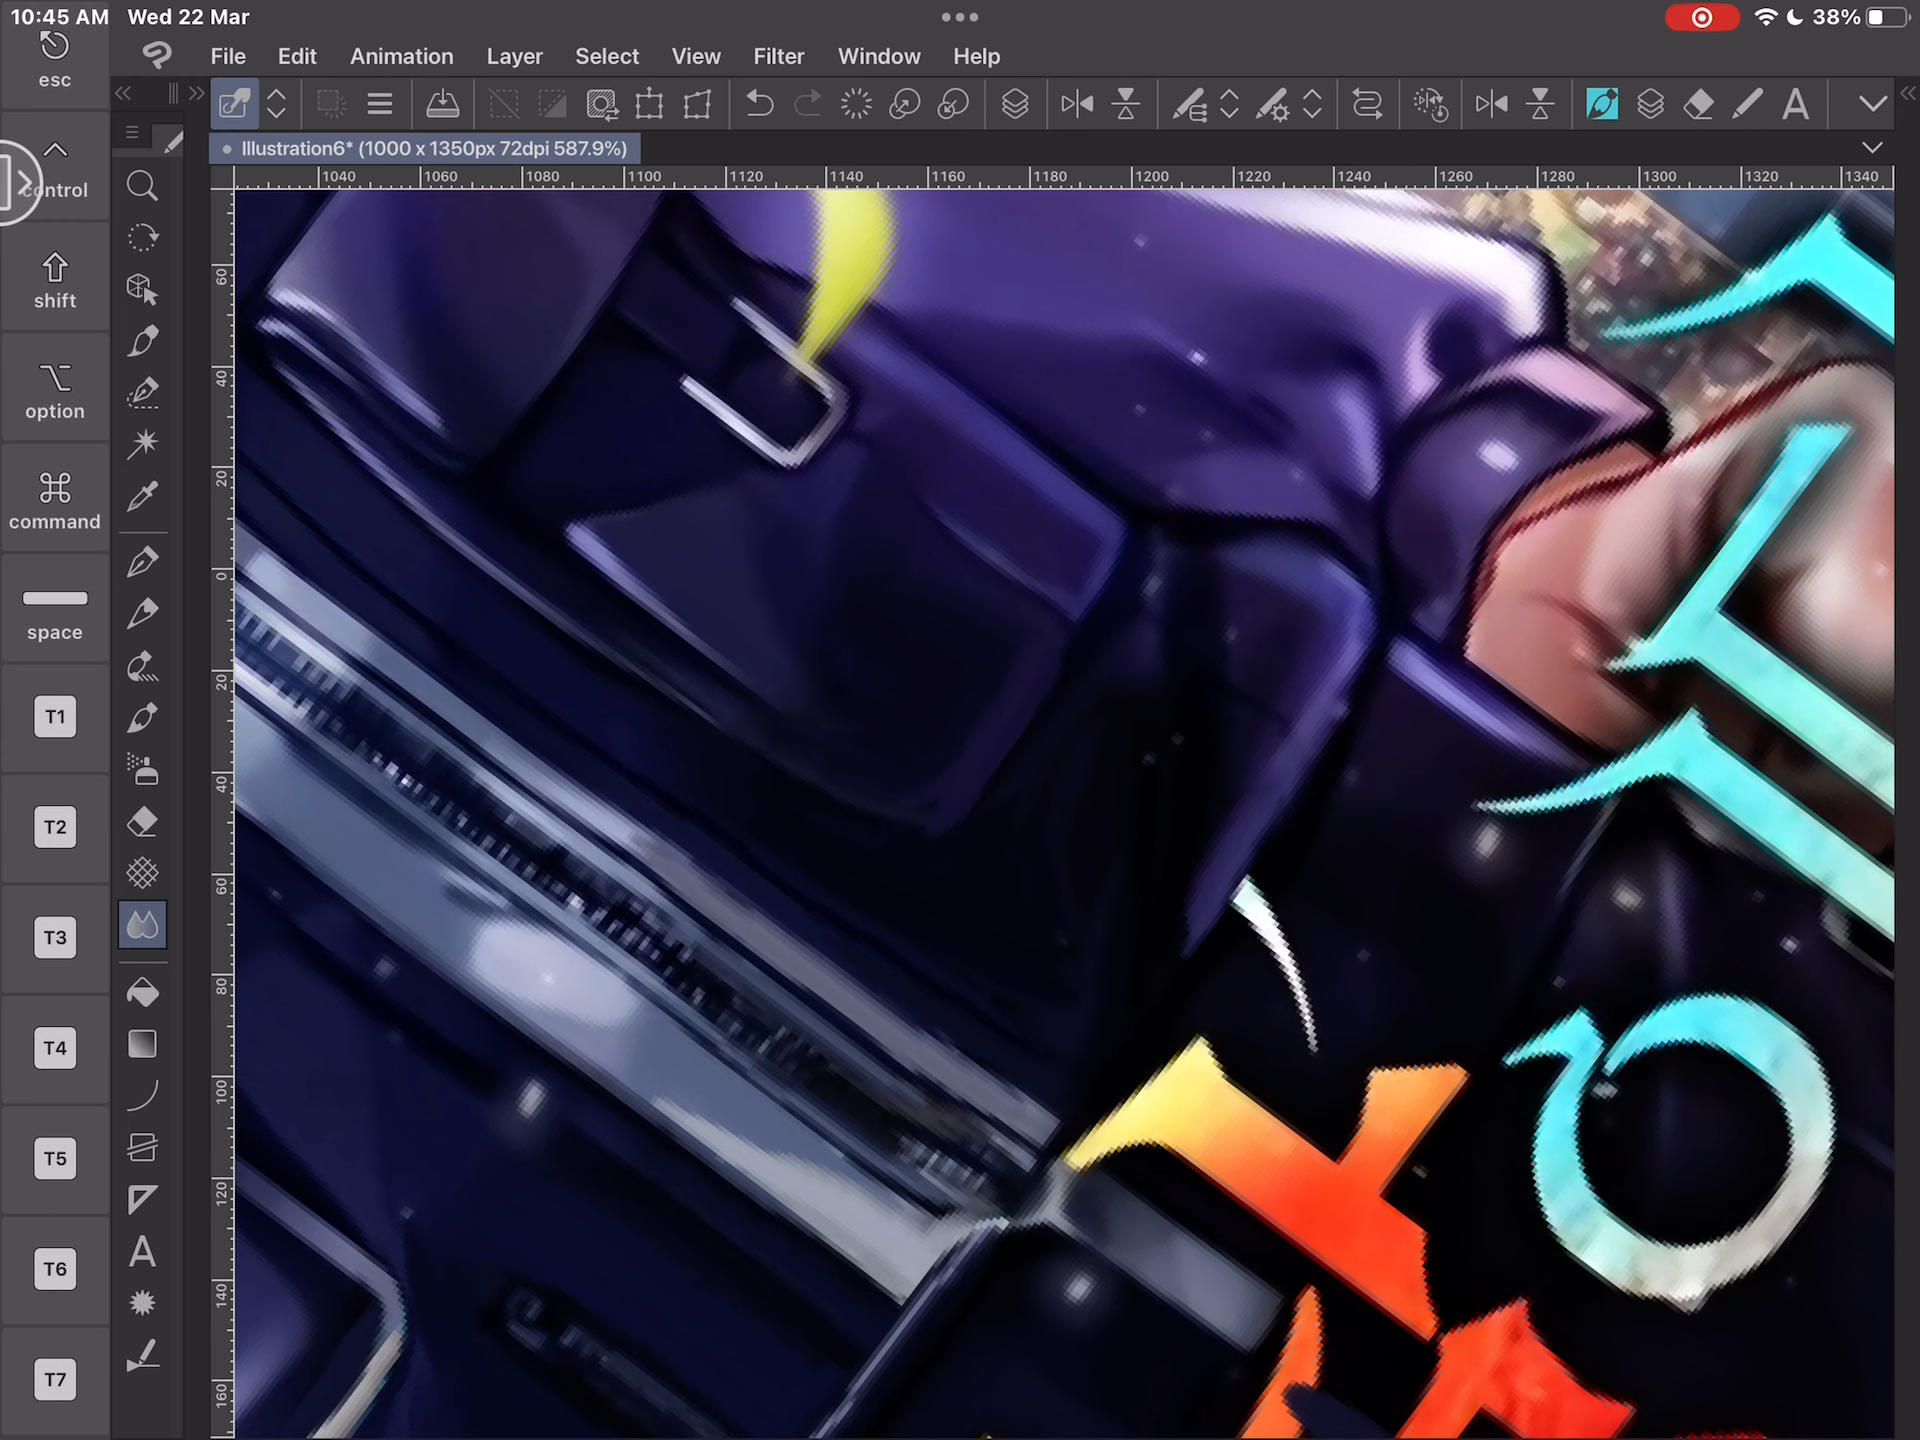 10:45 AM Wed 22 Mar
38%
esc
control
shift
option
command
space
T1
T2
T3
T4
T5
T6
T7
File Edit Animation Layer Select View Filter Window Help
Illustration6* (1000 x 1350px 72dpi 587.9%)
1040 1060 1080 1100 1120 1140 1160 1180 1200 1220 1240 1260 1280 1300 1320 1340
60
40
20
0
20
40
60
80
100
120
140
160